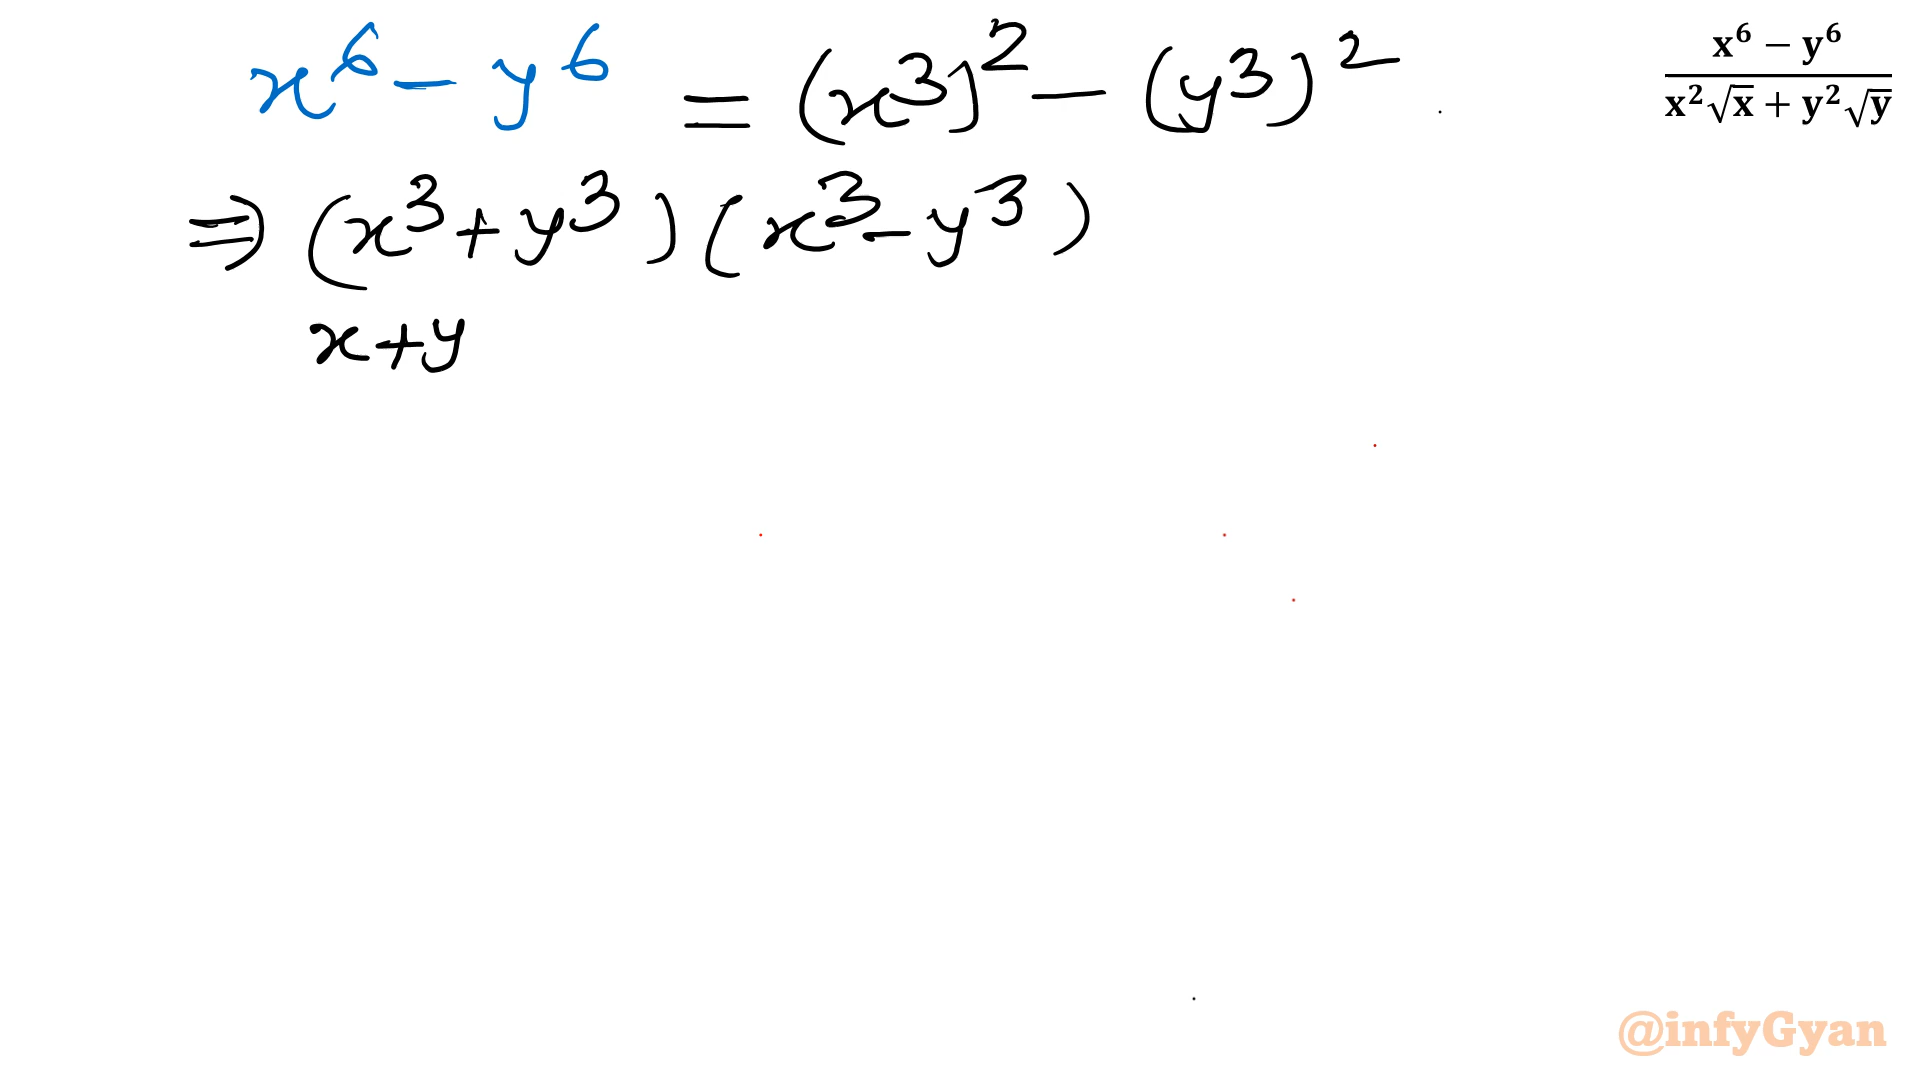 x⁶ − y⁶ = (x³)² − (y³)²
x⁶ − y⁶
x²√x + y²√y
⇒ (x³ + y³) (x³ − y³)
x + y
@infyGyan